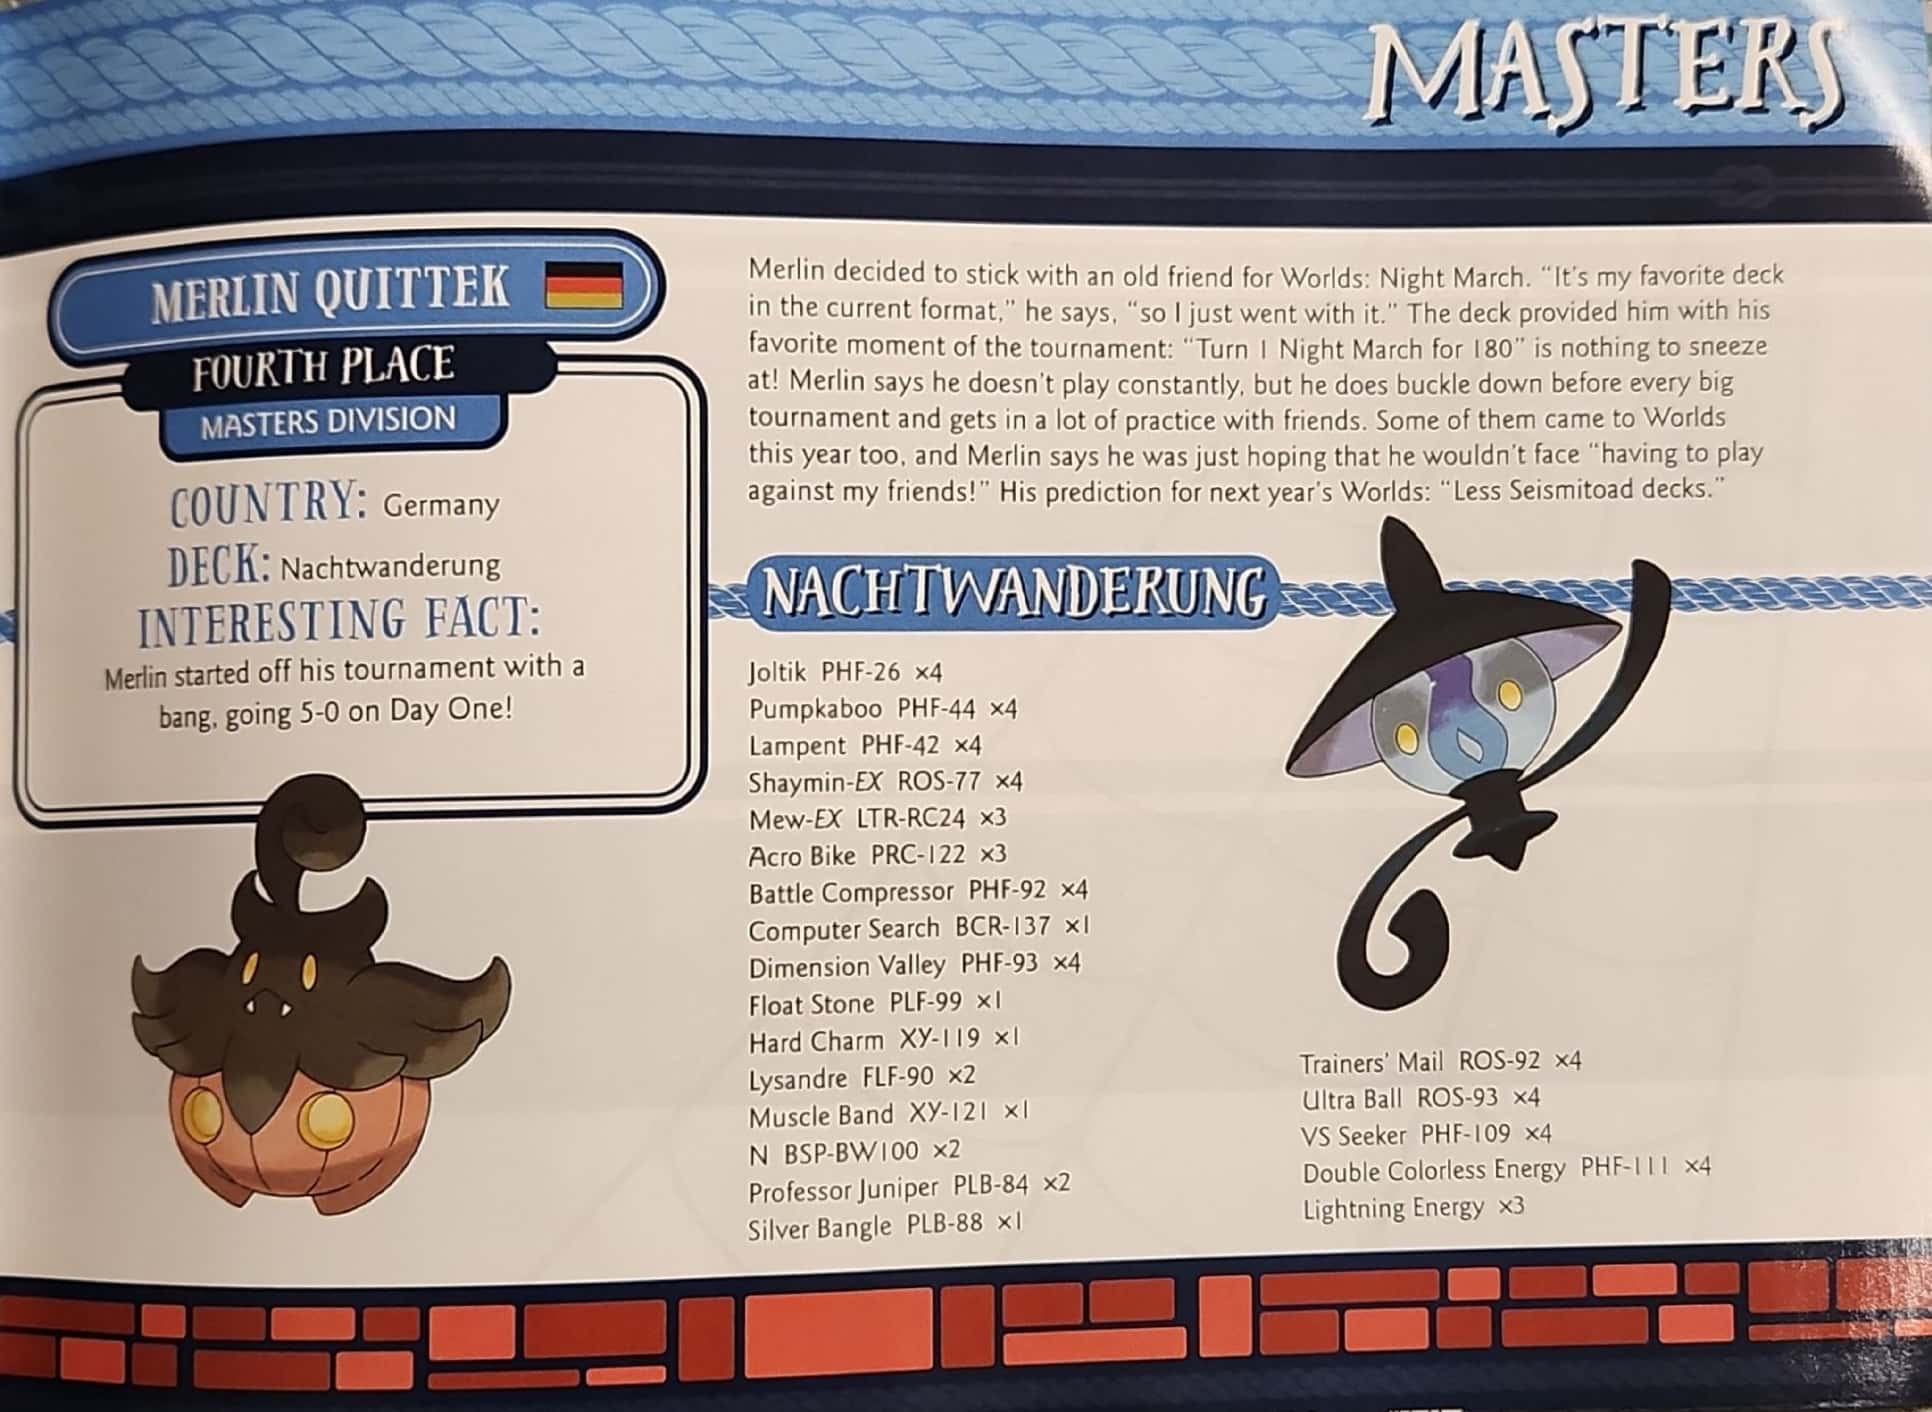 MASTERS
MERLIN QUITTEK
FOURTH PLACE
MASTERS DIVISION
COUNTRY: Germany
DECK: Nachtwanderung
INTERESTING FACT:
Merlin started off his tournament with a
bang, going 5-0 on Day One!
Merlin decided to stick with an old friend for Worlds: Night March. “It’s my favorite deck
in the current format,” he says, “so I just went with it.” The deck provided him with his
favorite moment of the tournament: “Turn 1 Night March for 180” is nothing to sneeze
at! Merlin says he doesn’t play constantly, but he does buckle down before every big
tournament and gets in a lot of practice with friends. Some of them came to Worlds
this year too, and Merlin says he was just hoping that he wouldn’t face “having to play
against my friends!” His prediction for next year’s Worlds: “Less Seismitoad decks.”
NACHTWANDERUNG
Joltik PHF-26 ×4
Pumpkaboo PHF-44 ×4
Lampent PHF-42 ×4
Shaymin-EX ROS-77 ×4
Mew-EX LTR-RC24 ×3
Acro Bike PRC-122 ×3
Battle Compressor PHF-92 ×4
Computer Search BCR-137 ×1
Dimension Valley PHF-93 ×4
Float Stone PLF-99 ×1
Hard Charm XY-119 ×1
Lysandre FLF-90 ×2
Muscle Band XY-121 ×1
N BSP-BW100 ×2
Professor Juniper PLB-84 ×2
Silver Bangle PLB-88 ×1
Trainers’ Mail ROS-92 ×4
Ultra Ball ROS-93 ×4
VS Seeker PHF-109 ×4
Double Colorless Energy PHF-111 ×4
Lightning Energy ×3